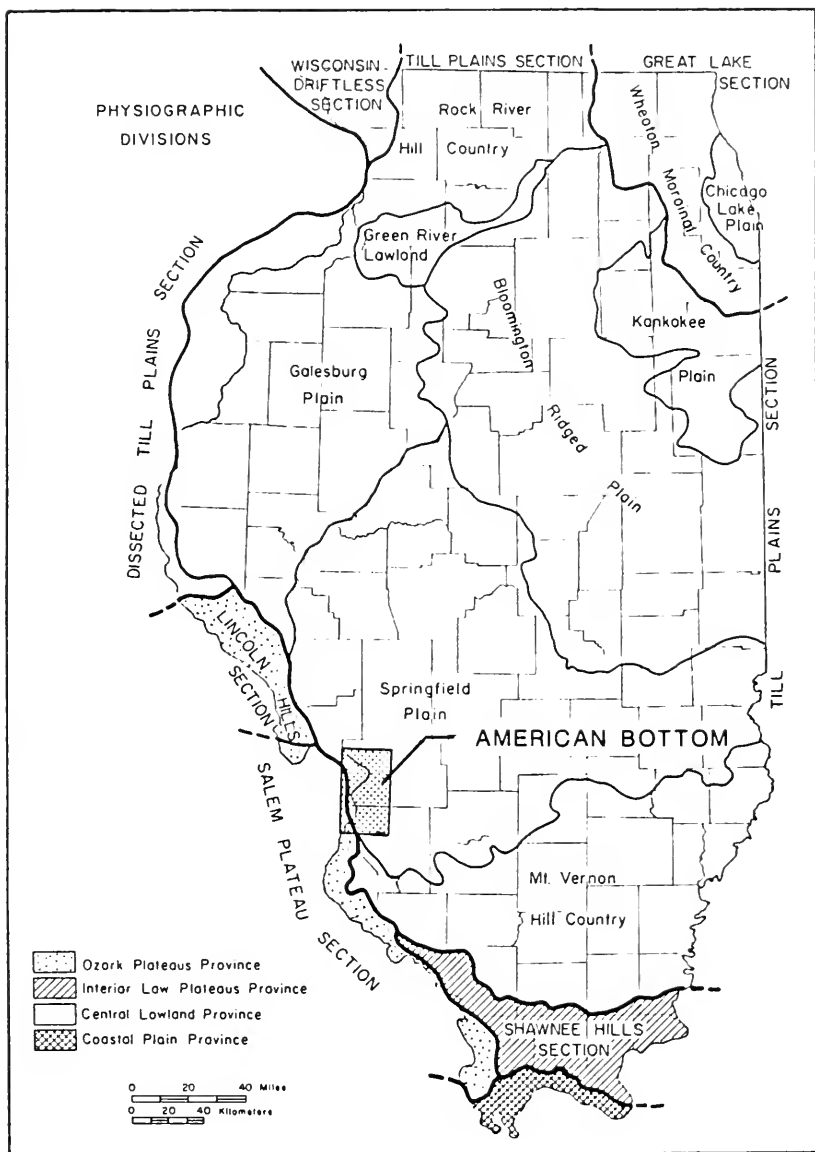 WISCONSIN
DRIFTLESS
SECTION
TILL PLAINS SECTION
GREAT LAKE
SECTION
PHYSIOGRAPHIC
DIVISIONS
Rock River
Hill Country
Wheaton
Morainal Country
Chicago
Lake
Plain
Green River
Lowland
DISSECTED TILL PLAINS SECTION
Bloomington
Ridged
Plain
Kankakee
Plain
Galesburg
Plain
TILL PLAINS SECTION
LINCOLN HILLS
SECTION
Springfield
Plain
AMERICAN BOTTOM
SALEM PLATEAU SECTION
Mt. Vernon
Hill Country
Ozark Plateaus Province
Interior Law Plateaus Province
Central Lowland Province
Coastal Plain Province
SHAWNEE HILLS
SECTION
0 20 40 Miles
0 20 40 Kilometers